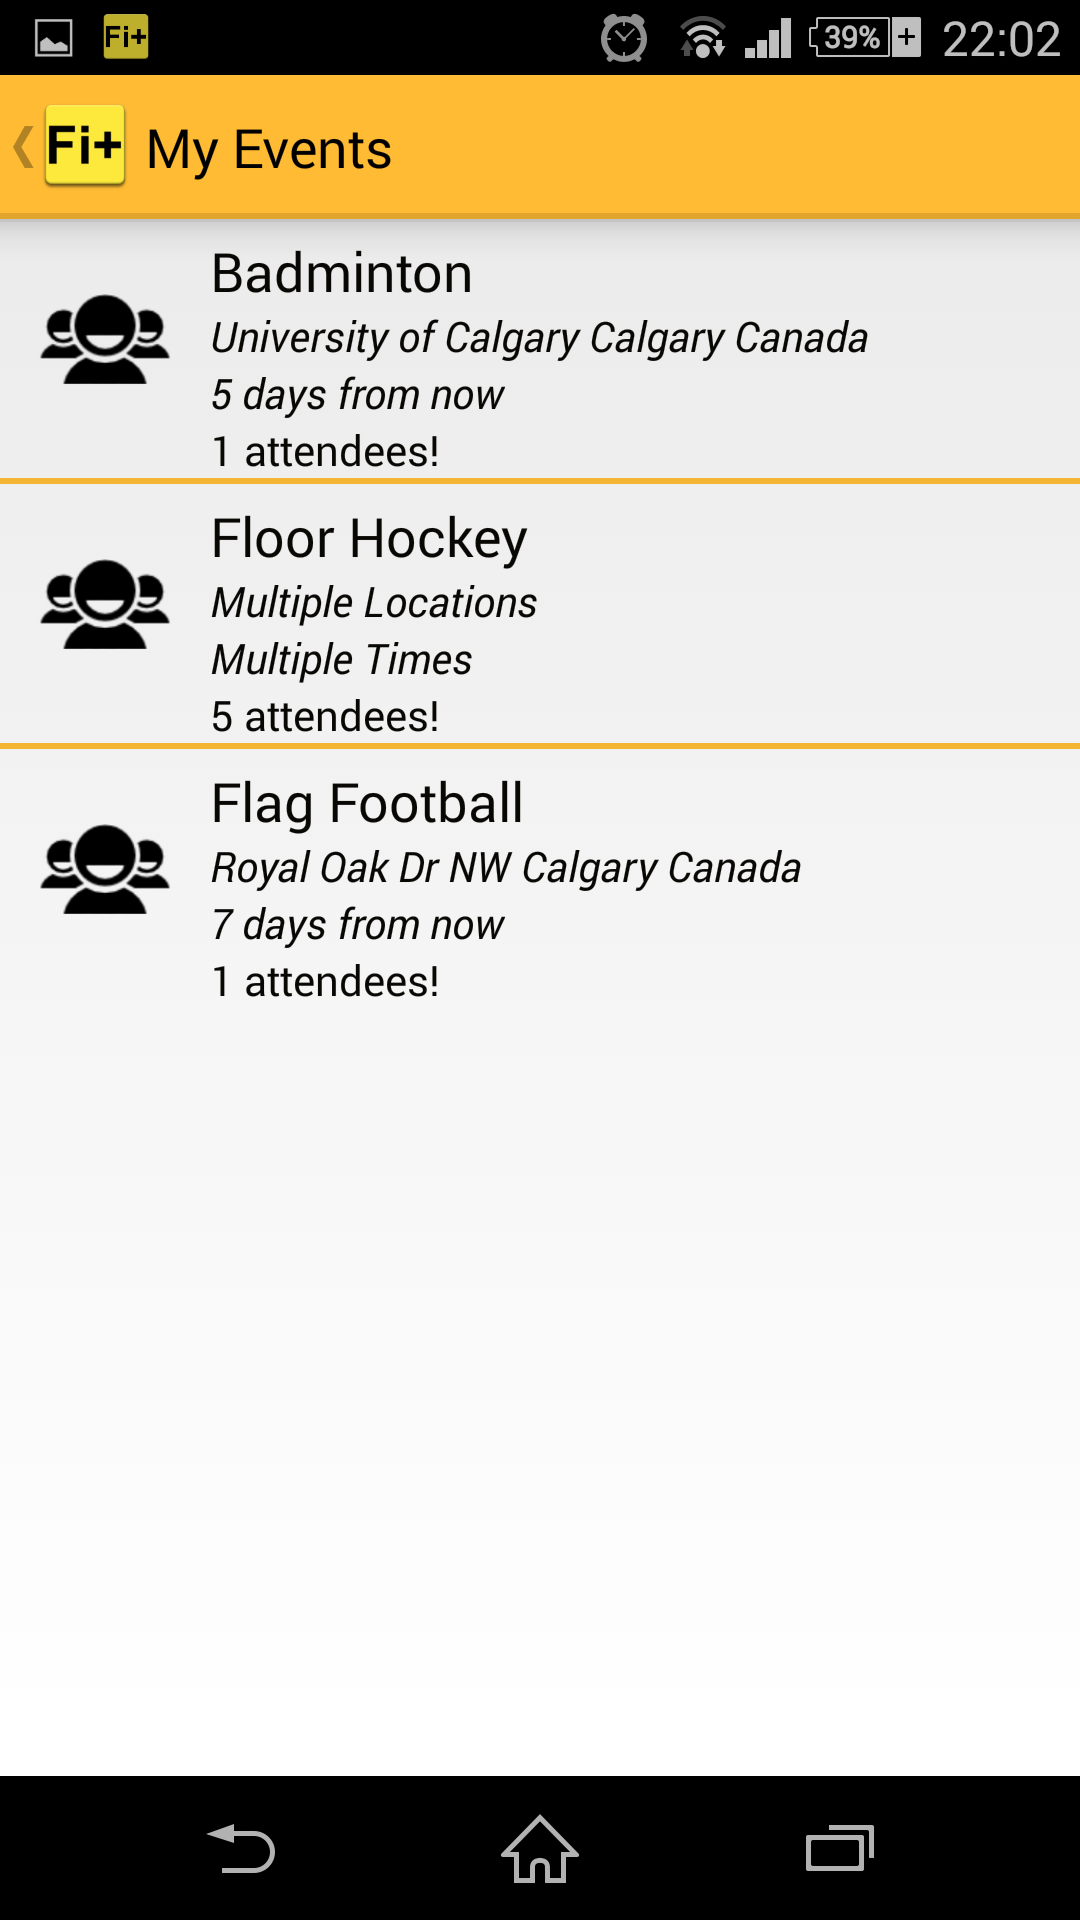 Fi+ 39% 22:02
Fi+ My Events
Badminton
University of Calgary Calgary Canada
5 days from now
1 attendees!
Floor Hockey
Multiple Locations
Multiple Times
5 attendees!
Flag Football
Royal Oak Dr NW Calgary Canada
7 days from now
1 attendees!